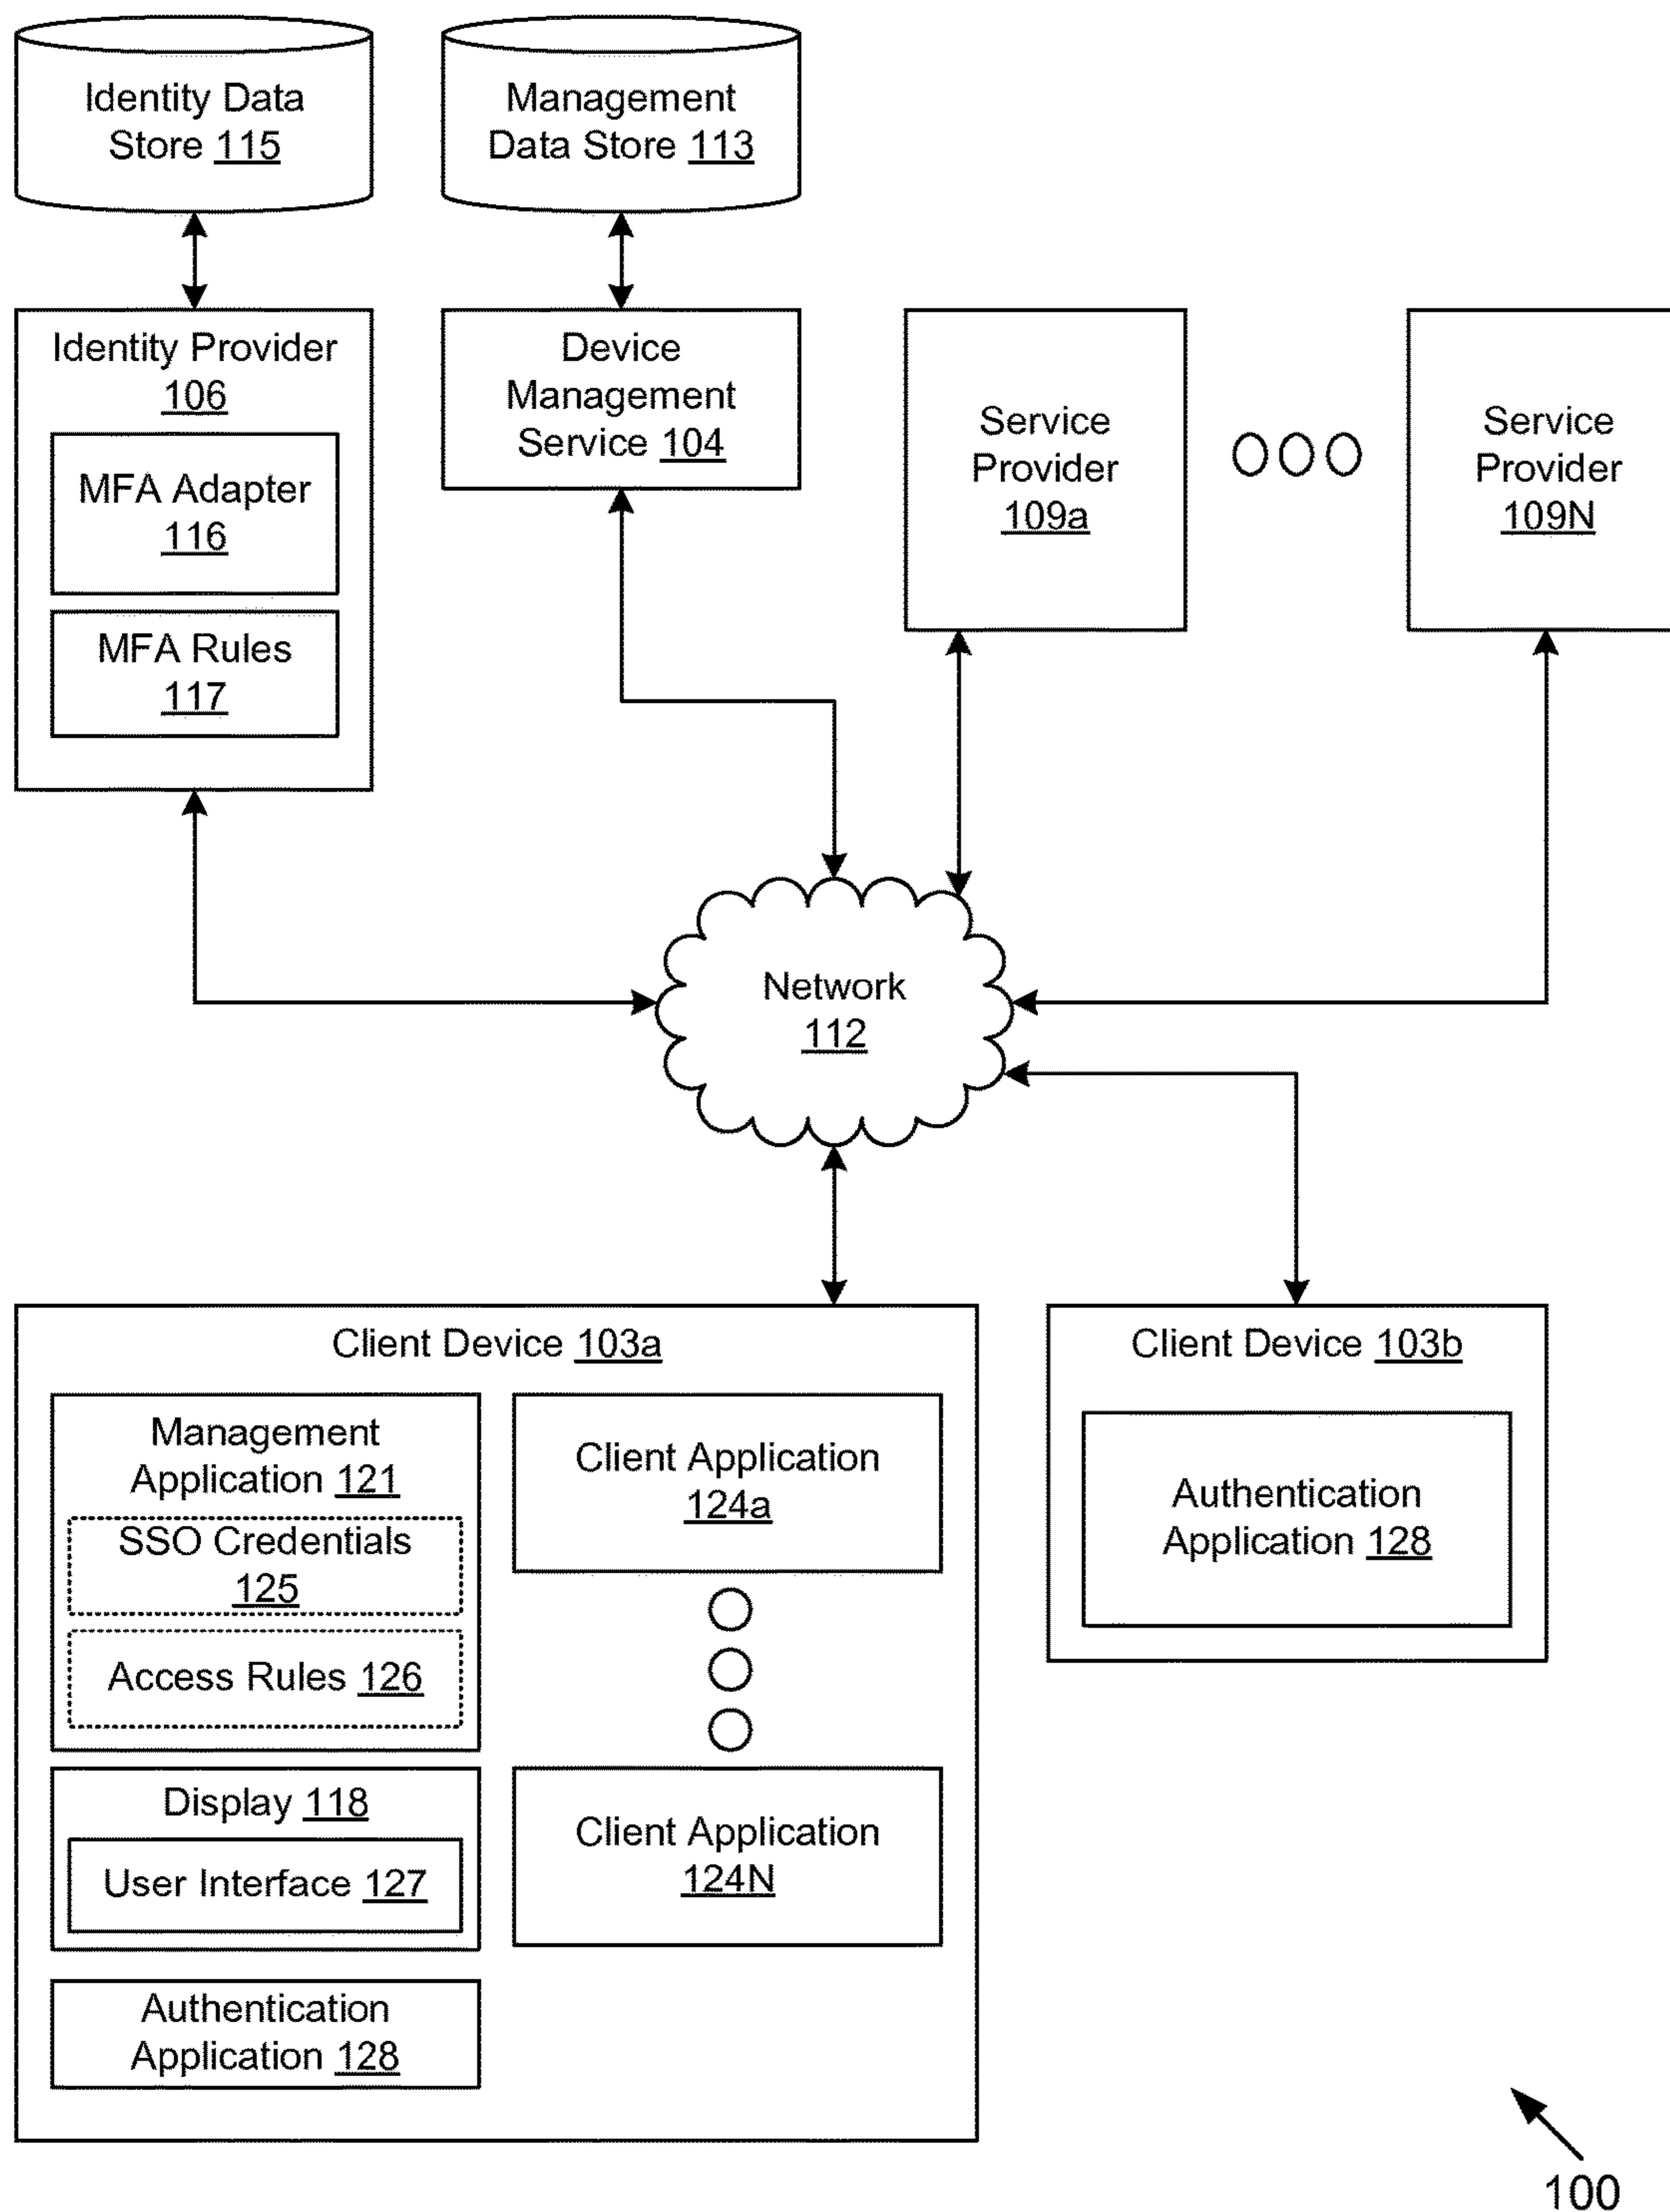 Identity Data
Store 115
Management
Data Store 113
Identity Provider
106
MFA Adapter
116
MFA Rules
117
Device
Management
Service 104
Service
Provider
109a
Service
Provider
109N
Network
112
Client Device 103a
Management
Application 121
SSO Credentials
125
Access Rules 126
Display 118
User Interface 127
Authentication
Application 128
Client Application
124a
Client Application
124N
Client Device 103b
Authentication
Application 128
100